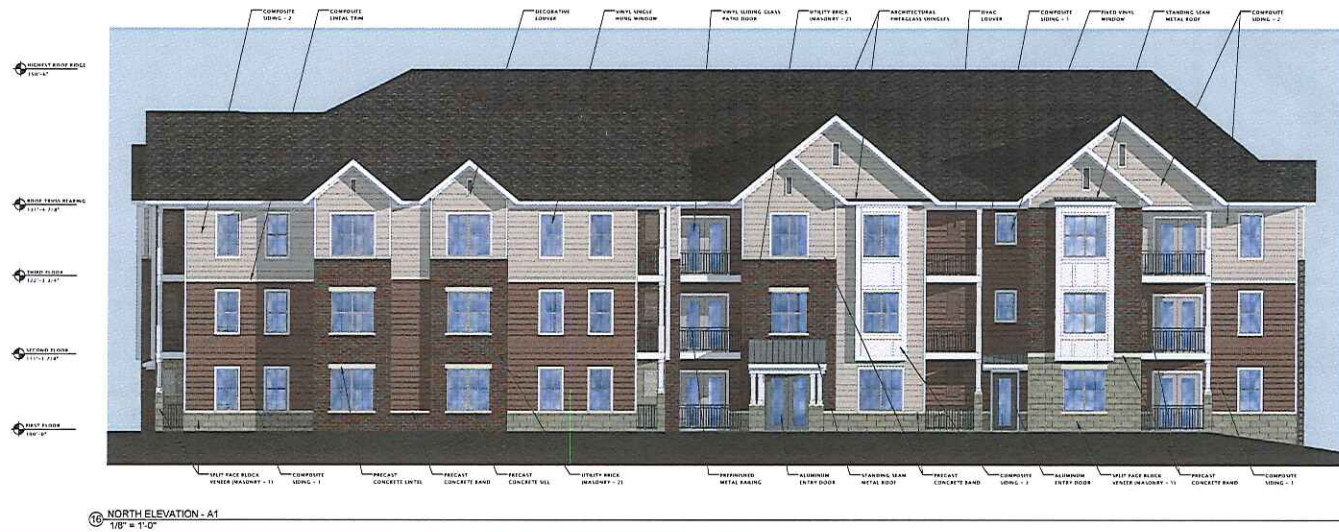 COMPOSITE
SIDING - 2
COMPOSITE
LINEAL TRIM
DECORATIVE
LOUVER
VINYL SINGLE
HUNG WINDOW
VINYL SLIDING GLASS
PATIO DOOR
UTILITY BRICK
(MASONRY - 2)
ARCHITECTURAL
FIBERGLASS SHINGLES
HVAC
LOUVER
COMPOSITE
SIDING - 1
FIXED VINYL
WINDOW
STANDING SEAM
METAL ROOF
COMPOSITE
SIDING - 2
HIGHEST ROOF RIDGE
ROOF TRUSS BEARING
THIRD FLOOR
SECOND FLOOR
FIRST FLOOR
100'-0"
SPLIT FACE BLOCK
VENEER (MASONRY - 1)
COMPOSITE
SIDING - 1
PRECAST
CONCRETE LINTEL
PRECAST
CONCRETE BAND
PRECAST
CONCRETE SILL
UTILITY BRICK
(MASONRY - 2)
PREFINISHED
METAL RAILING
ALUMINUM
ENTRY DOOR
STANDING SEAM
METAL ROOF
PRECAST
CONCRETE BAND
COMPOSITE
SIDING - 1
ALUMINUM
ENTRY DOOR
SPLIT FACE BLOCK
VENEER (MASONRY - 1)
PRECAST
CONCRETE BAND
COMPOSITE
SIDING - 1
16 NORTH ELEVATION - A1
1/8" = 1'-0"